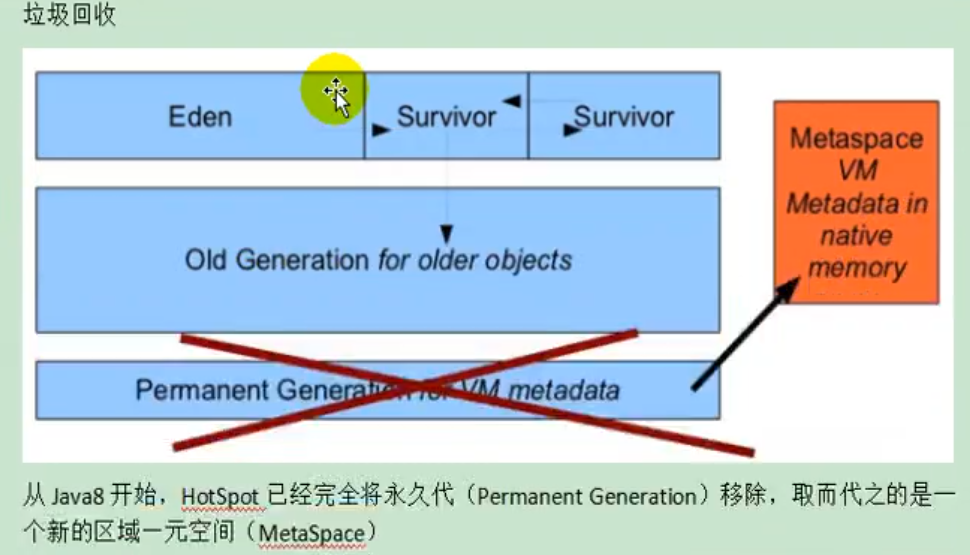 垃圾回收
Eden
Survivor
Survivor
Metaspace
VM
Metadata in
native
memory
Old Generation for older objects
Permanent Generation for VM metadata
从 Java8 开始，HotSpot 已经完全将永久代（Permanent Generation）移除，取而代之的是一
个新的区域一元空间（MetaSpace）